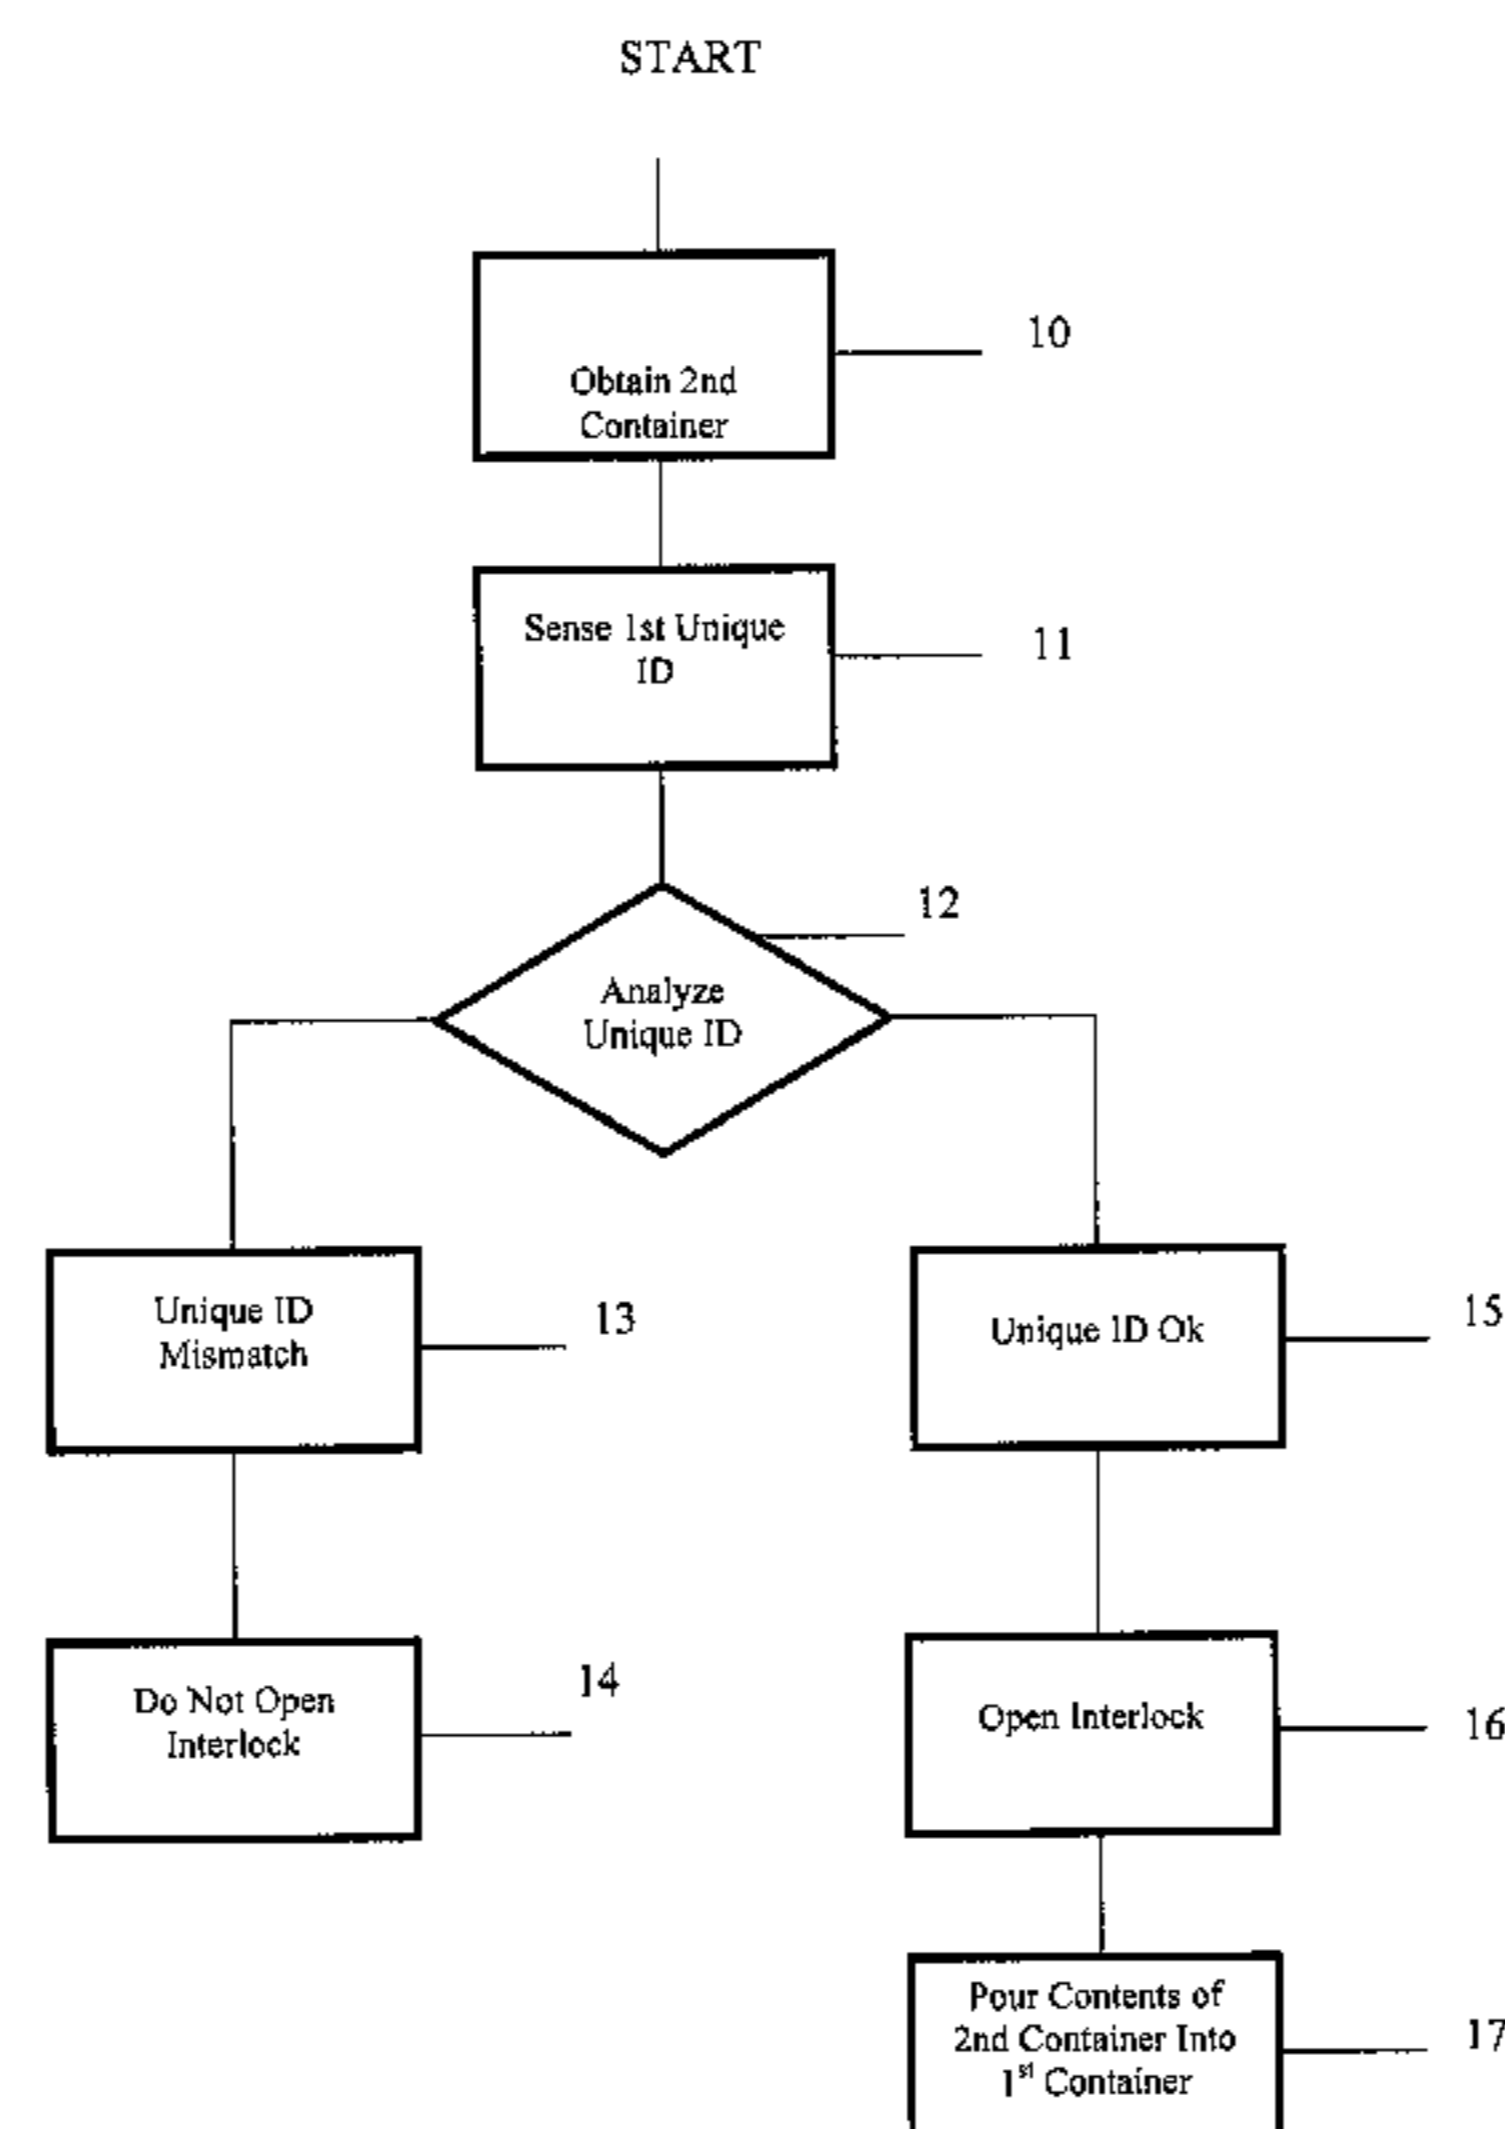 START
Obtain 2nd
Container
10
Sense 1st Unique
ID
11
12
Analyze
Unique ID
Unique ID
Mismatch
13
Unique ID Ok
15
Do Not Open
Interlock
14
Open Interlock
16
Pour Contents of
2nd Container Into
1st Container
17